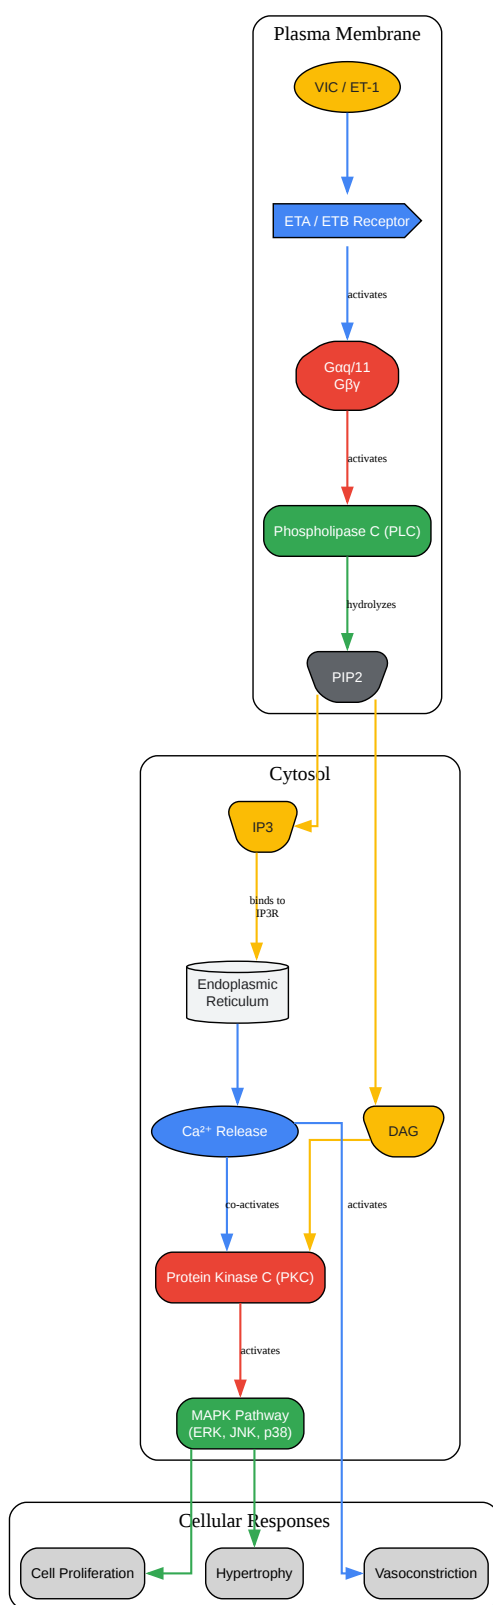 Plasma Membrane
VIC / ET-1
ETA / ETB Receptor
activates
Gαq/11
Gβγ
activates
Phospholipase C (PLC)
hydrolyzes
PIP2
Cytosol
IP3
binds to
IP3R
Endoplasmic
Reticulum
Ca²⁺ Release
DAG
co-activates
activates
Protein Kinase C (PKC)
activates
MAPK Pathway
(ERK, JNK, p38)
Cellular Responses
Cell Proliferation
Hypertrophy
Vasoconstriction